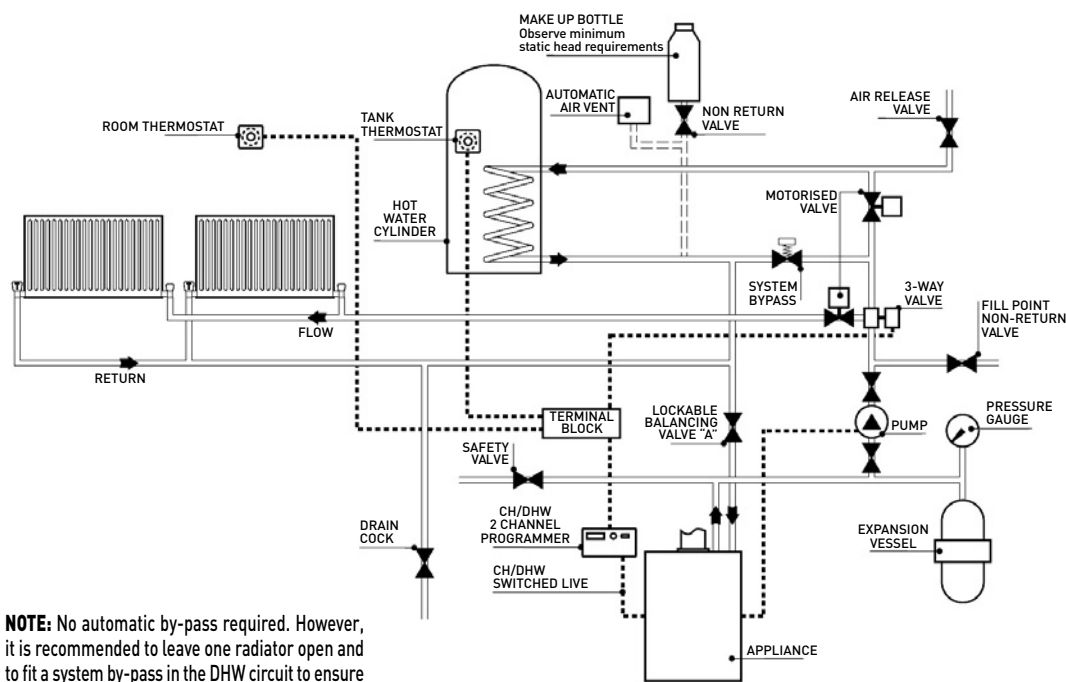 MAKE UP BOTTLE
Observe minimum
static head requirements
AUTOMATIC
AIR VENT
NON RETURN
VALVE
AIR RELEASE
VALVE
ROOM THERMOSTAT
TANK
THERMOSTAT
MOTORISED
VALVE
HOT
WATER
CYLINDER
SYSTEM
BYPASS
3-WAY
VALVE
FILL POINT
NON-RETURN
VALVE
FLOW
RETURN
TERMINAL
BLOCK
LOCKABLE
BALANCING
VALVE "A"
PUMP
PRESSURE
GAUGE
SAFETY
VALVE
DRAIN
COCK
CH/DHW
2 CHANNEL
PROGRAMMER
EXPANSION
VESSEL
CH/DHW
SWITCHED LIVE
APPLIANCE
NOTE: No automatic by-pass required. However,
it is recommended to leave one radiator open and
to fit a system by-pass in the DHW circuit to ensure